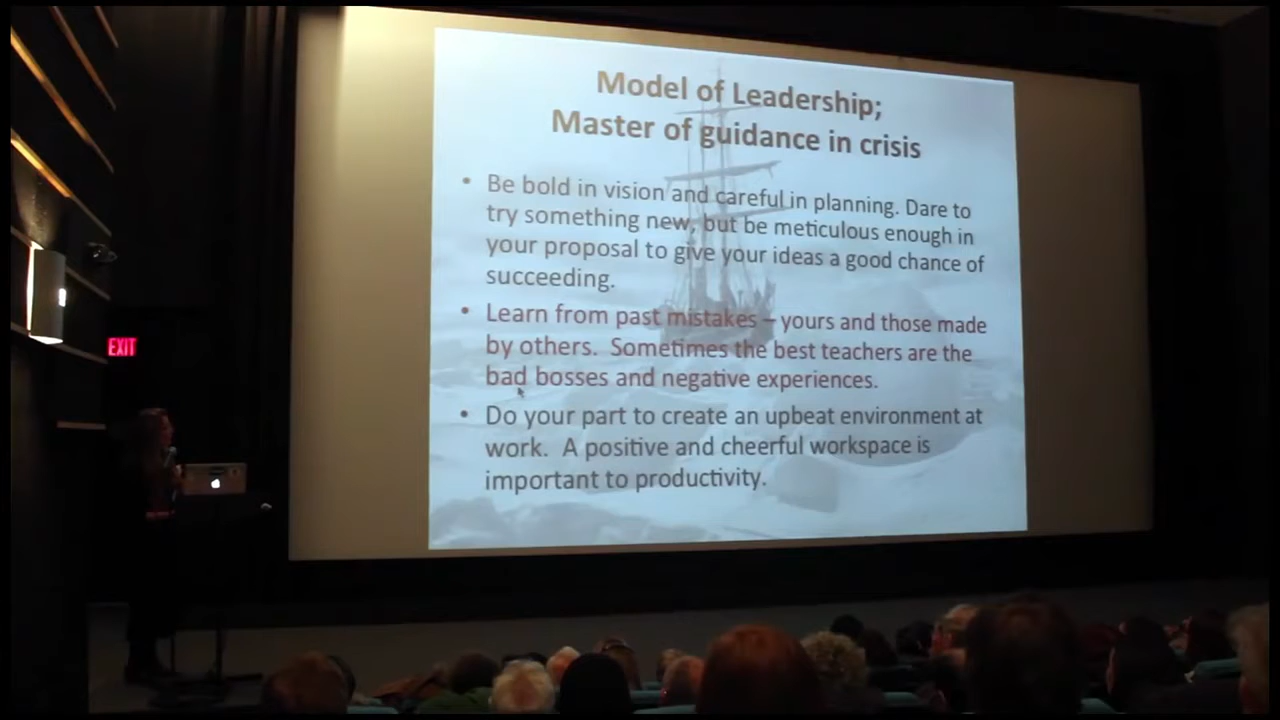 Model of Leadership;
Master of guidance in crisis
• Be bold in vision and careful in planning. Dare to
try something new, but be meticulous enough in
your proposal to give your ideas a good chance of
succeeding.
• Learn from past mistakes – yours and those made
by others. Sometimes the best teachers are the
bad bosses and negative experiences.
• Do your part to create an upbeat environment at
work. A positive and cheerful workspace is
important to productivity.
EXIT